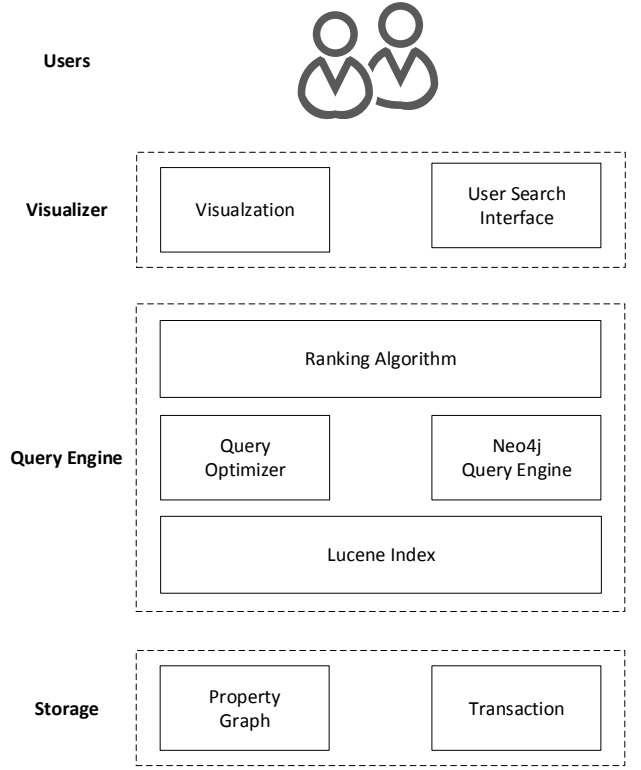 Users
Visualizer
Visualzation
User Search
Interface
Query Engine
Ranking Algorithm
Query
Optimizer
Neo4j
Query Engine
Lucene Index
Storage
Property
Graph
Transaction